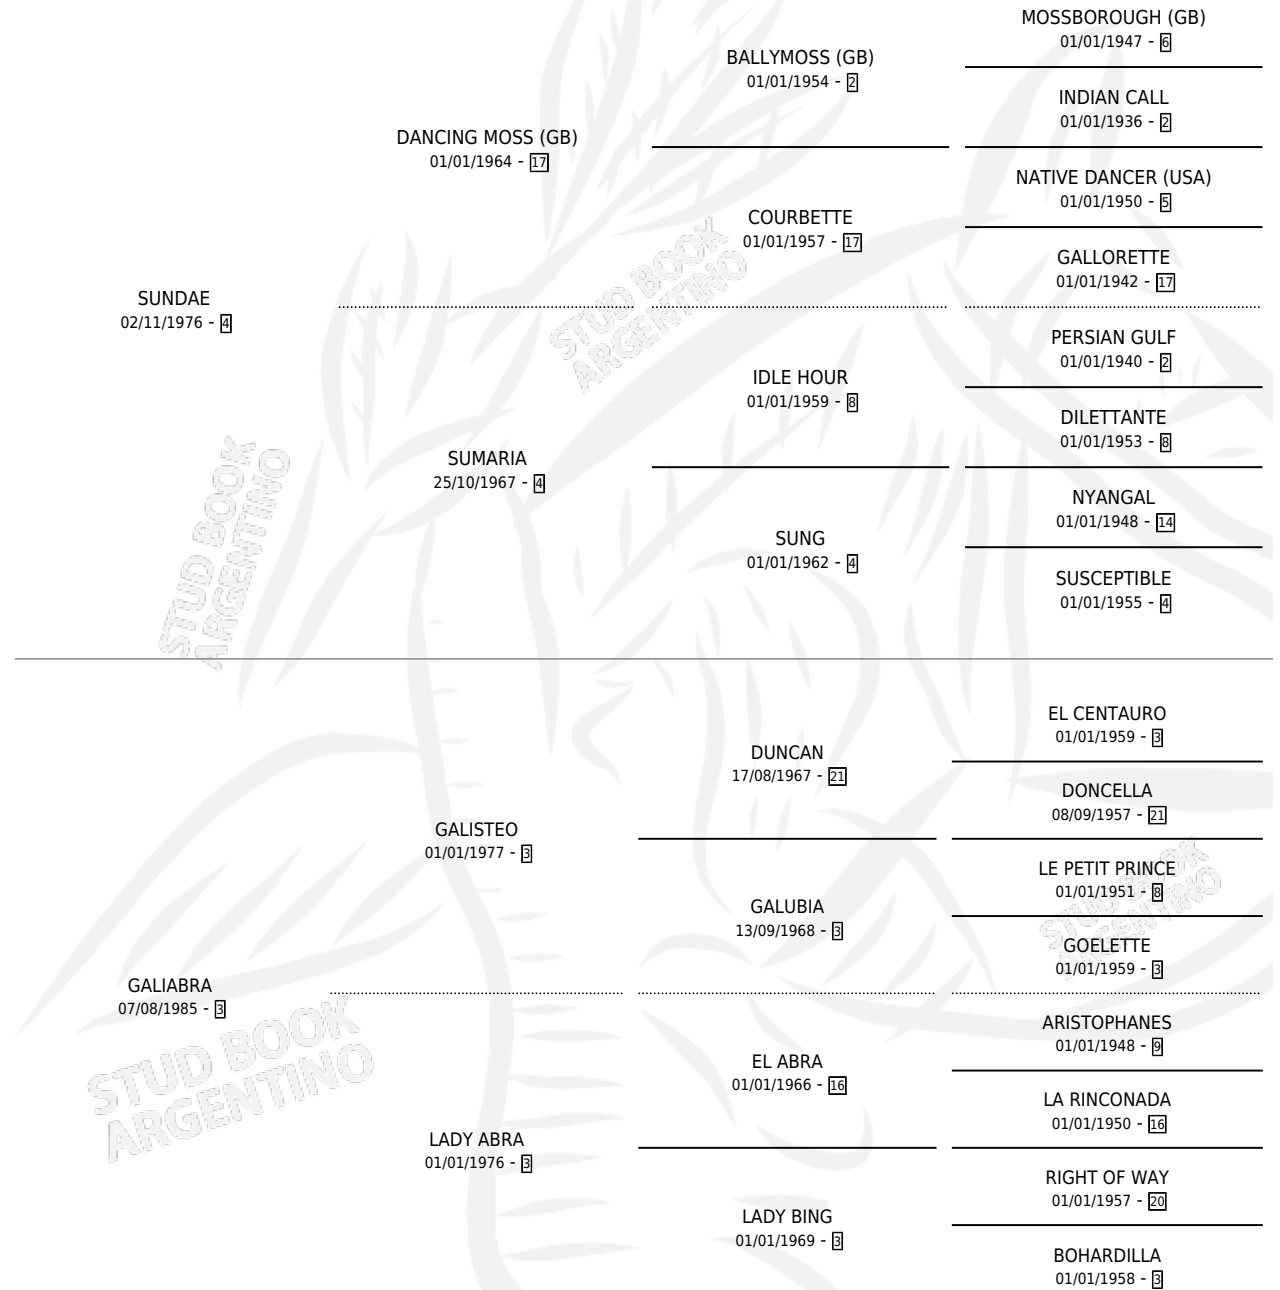 MOSSBOROUGH (GB)
01/01/1947 - 6
BALLYMOSS (GB)
01/01/1954 - 2
INDIAN CALL
01/01/1936 - 2
DANCING MOSS (GB)
01/01/1964 - 17
NATIVE DANCER (USA)
01/01/1950 - 5
COURBETTE
01/01/1957 - 17
GALLORETTE
01/01/1942 - 17
SUNDAE
02/11/1976 - 4
STUD BOOK
ARGENTINO
PERSIAN GULF
01/01/1940 - 2
IDLE HOUR
01/01/1959 - 8
DILETTANTE
01/01/1953 - 8
SUMARIA
25/10/1967 - 4
NYANGAL
01/01/1948 - 14
SUNG
01/01/1962 - 4
SUSCEPTIBLE
01/01/1955 - 4
STUD BOOK
ARGENTINO
EL CENTAURO
01/01/1959 - 3
DUNCAN
17/08/1967 - 21
DONCELLA
08/09/1957 - 21
GALISTEO
01/01/1977 - 3
LE PETIT PRINCE
01/01/1951 - 8
GALUBIA
13/09/1968 - 3
STUD BOOK
ARGENTINO
GOELETTE
01/01/1959 - 3
GALIABRA
07/08/1985 - 3
ARISTOPHANES
01/01/1948 - 9
EL ABRA
01/01/1966 - 16
STUD BOOK
ARGENTINO
LA RINCONADA
01/01/1950 - 16
LADY ABRA
01/01/1976 - 3
RIGHT OF WAY
01/01/1957 - 20
LADY BING
01/01/1969 - 3
BOHARDILLA
01/01/1958 - 3